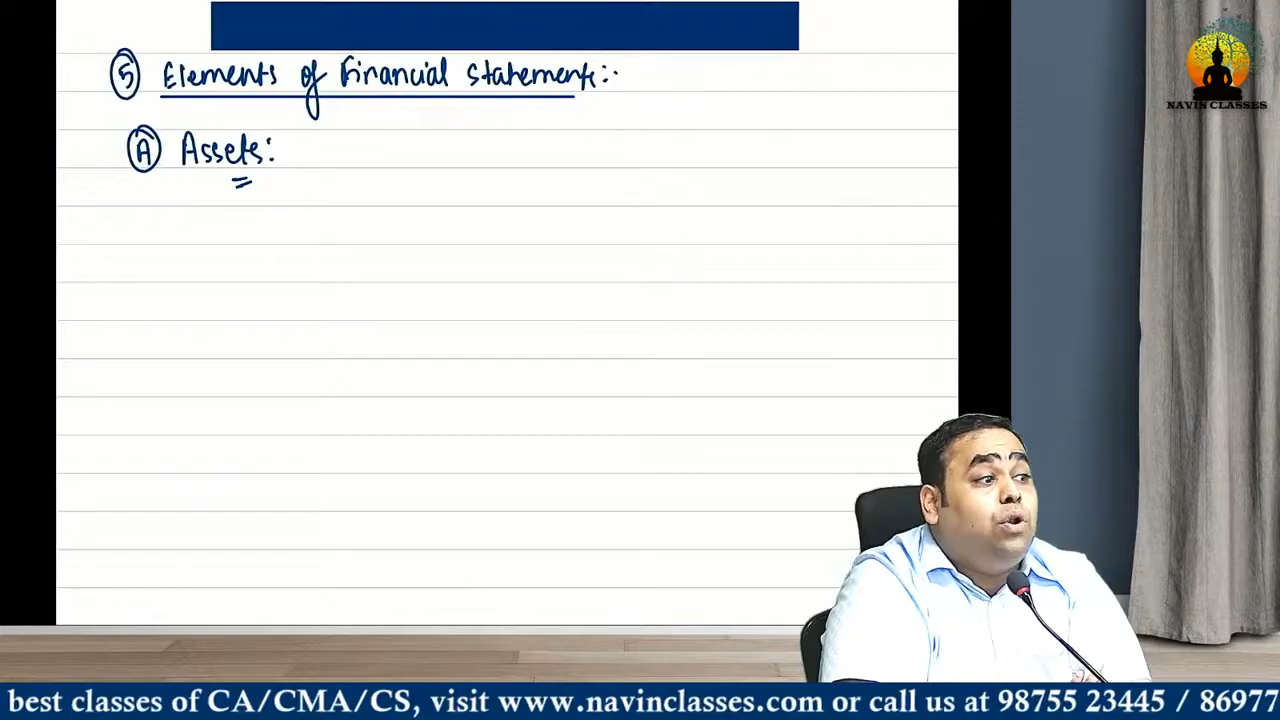 ⑤ Elements of Financial Statements:-
Ⓐ Assets:
NAVIN CLASSES
best classes of CA/CMA/CS, visit www.navinclasses.com or call us at 98755 23445 / 86977